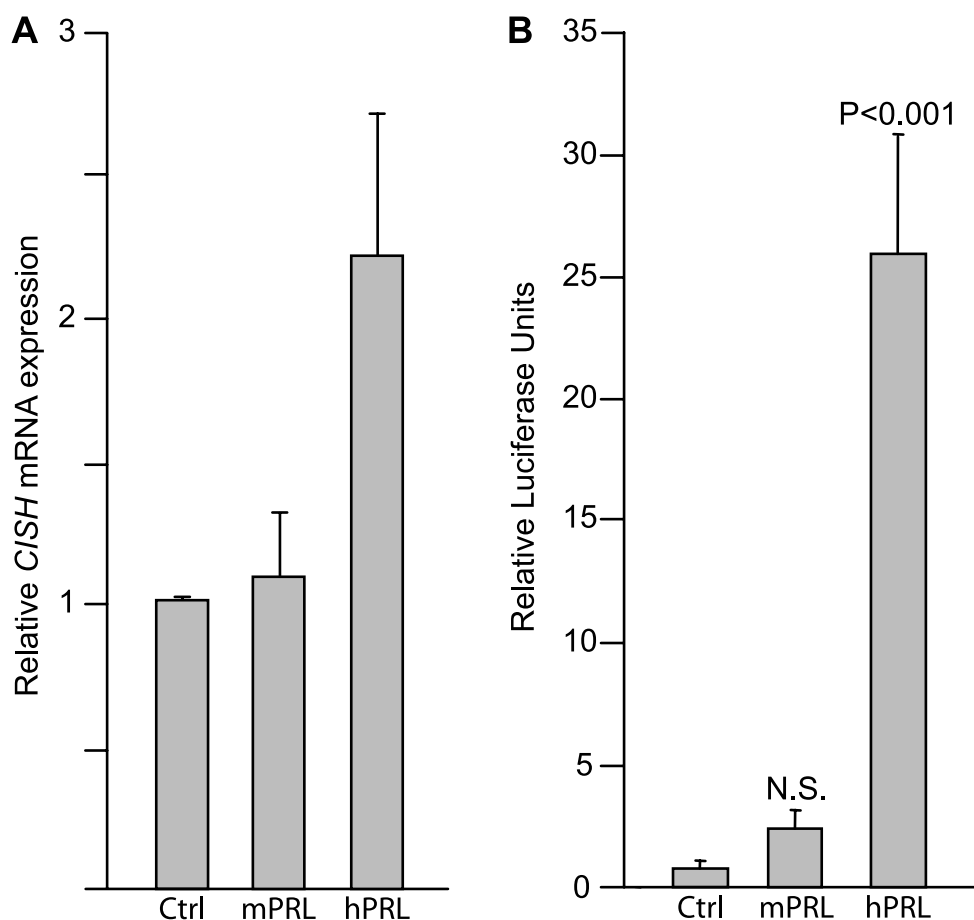 A
3
2
1
Relative CISH mRNA expression
Ctrl mPRL hPRL
B
35
30
25
20
15
10
5
0
Relative Luciferase Units
P<0.001
N.S.
Ctrl mPRL hPRL